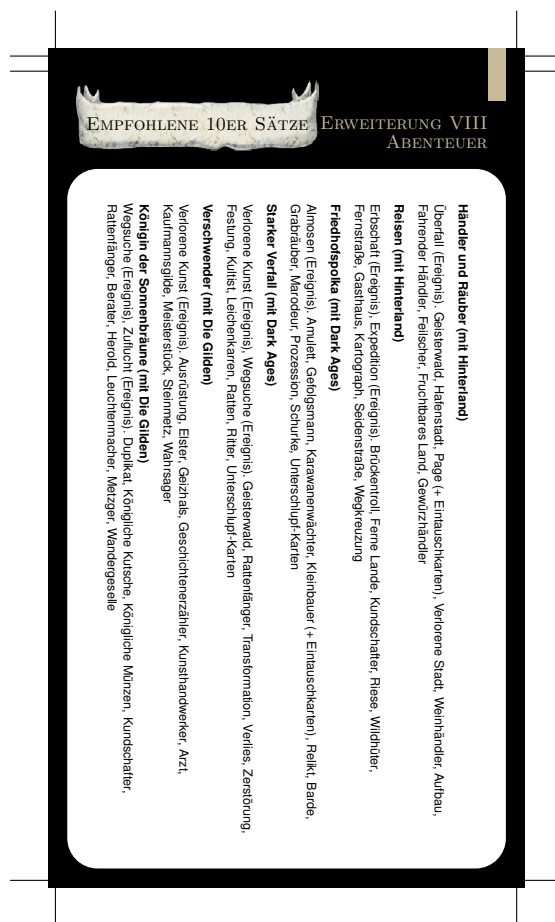 EMPFOHLENE 10ER SÄTZE
ERWEITERUNG VIII
ABENTEUER
Händler und Räuber (mit Hinterland)
Überfall (Ereignis). Geisterwald, Hafenstadt, Page (+ Eintauschkarten), Verlorene Stadt, Weinhändler, Aufbau,
Fahrender Händler, Feilscher, Fruchtbares Land, Gewürzhändler
Reisen (mit Hinterland)
Erbschaft (Ereignis), Expedition (Ereignis). Brückentroll, Ferne Lande, Kundschafter, Riese, Wildhüter,
Fernstraße, Gasthaus, Kartograph, Seidenstraße, Wegkreuzung
Friedhofspolka (mit Dark Ages)
Almosen (Ereignis). Amulett, Gefolgsmann, Karawanenwächter, Kleinbauer (+ Eintauschkarten), Relikt, Barde,
Grabräuber, Marodeur, Prozession, Schurke, Unterschlupf-Karten
Starker Verfall (mit Dark Ages)
Verlorene Kunst (Ereignis), Wegsuche (Ereignis). Geisterwald, Rattenfänger, Transformation, Verlies, Zerstörung,
Festung, Kultist, Leichenkarren, Ratten, Ritter, Unterschlupf-Karten
Verschwender (mit Die Gilden)
Verlorene Kunst (Ereignis). Ausrüstung, Elster, Geizhals, Geschichtenerzähler, Kunsthandwerker, Arzt,
Kaufmannsgilde, Meisterstück, Steinmetz, Wahrsager
Königin der Sonnenbräune (mit Die Gilden)
Wegsuche (Ereignis). Zuflucht (Ereignis). Duplikat, Königliche Kutsche, Königliche Münzen, Kundschafter,
Rattenfänger, Berater, Herold, Leuchtenmacher, Metzger, Wandergeselle